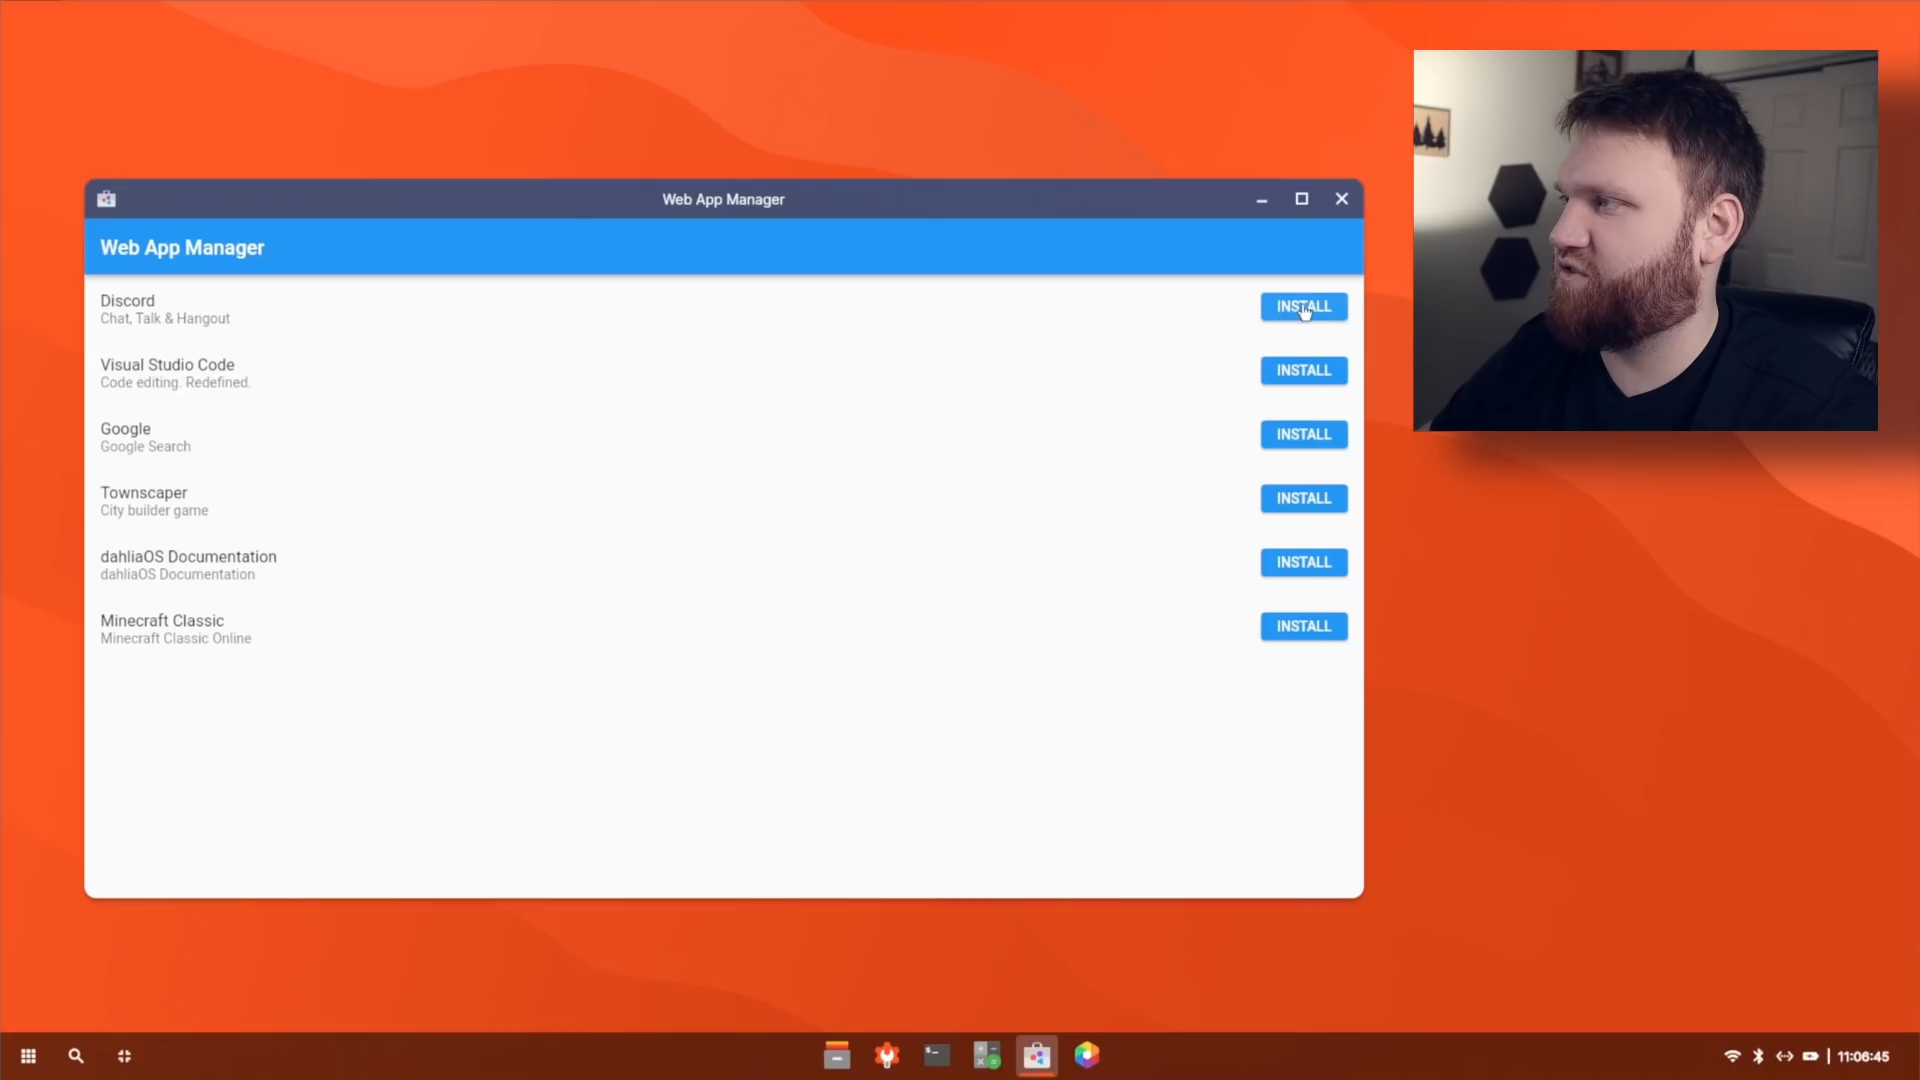 Web App Manager
Web App Manager
Discord
Chat, Talk & Hangout
INSTALL
Visual Studio Code
Code editing. Redefined.
INSTALL
Google
Google Search
INSTALL
Townscaper
City builder game
INSTALL
dahliaOS Documentation
dahliaOS Documentation
INSTALL
Minecraft Classic
Minecraft Classic Online
INSTALL
11:06:45